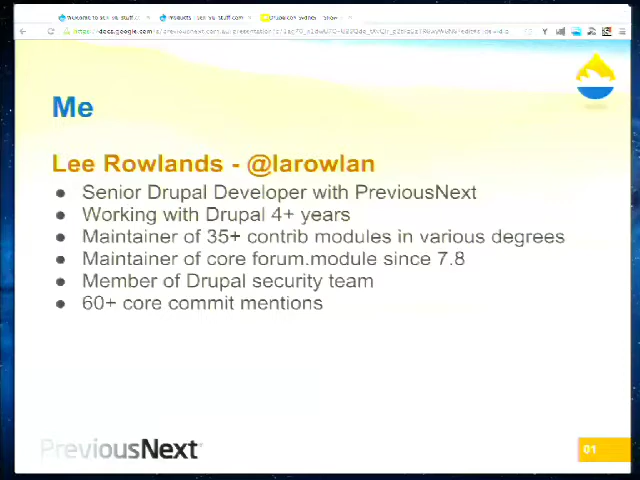 Me
Lee Rowlands - @larowlan
● Senior Drupal Developer with PreviousNext
● Working with Drupal 4+ years
● Maintainer of 35+ contrib modules in various degrees
● Maintainer of core forum.module since 7.8
● Member of Drupal security team
● 60+ core commit mentions
PreviousNext
01